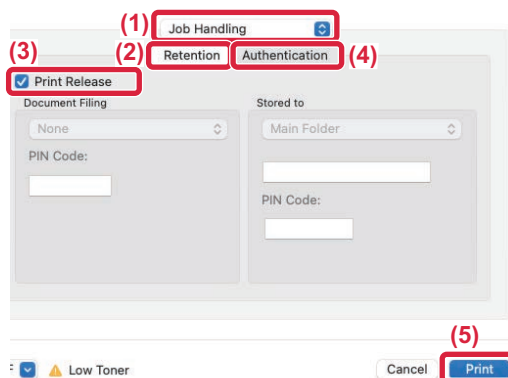 (1) Job Handling
(3) (2) Retention Authentication (4)
Print Release
Document Filing Stored to
None Main Folder
PIN Code:
PIN Code:
(5)
Low Toner Cancel Print